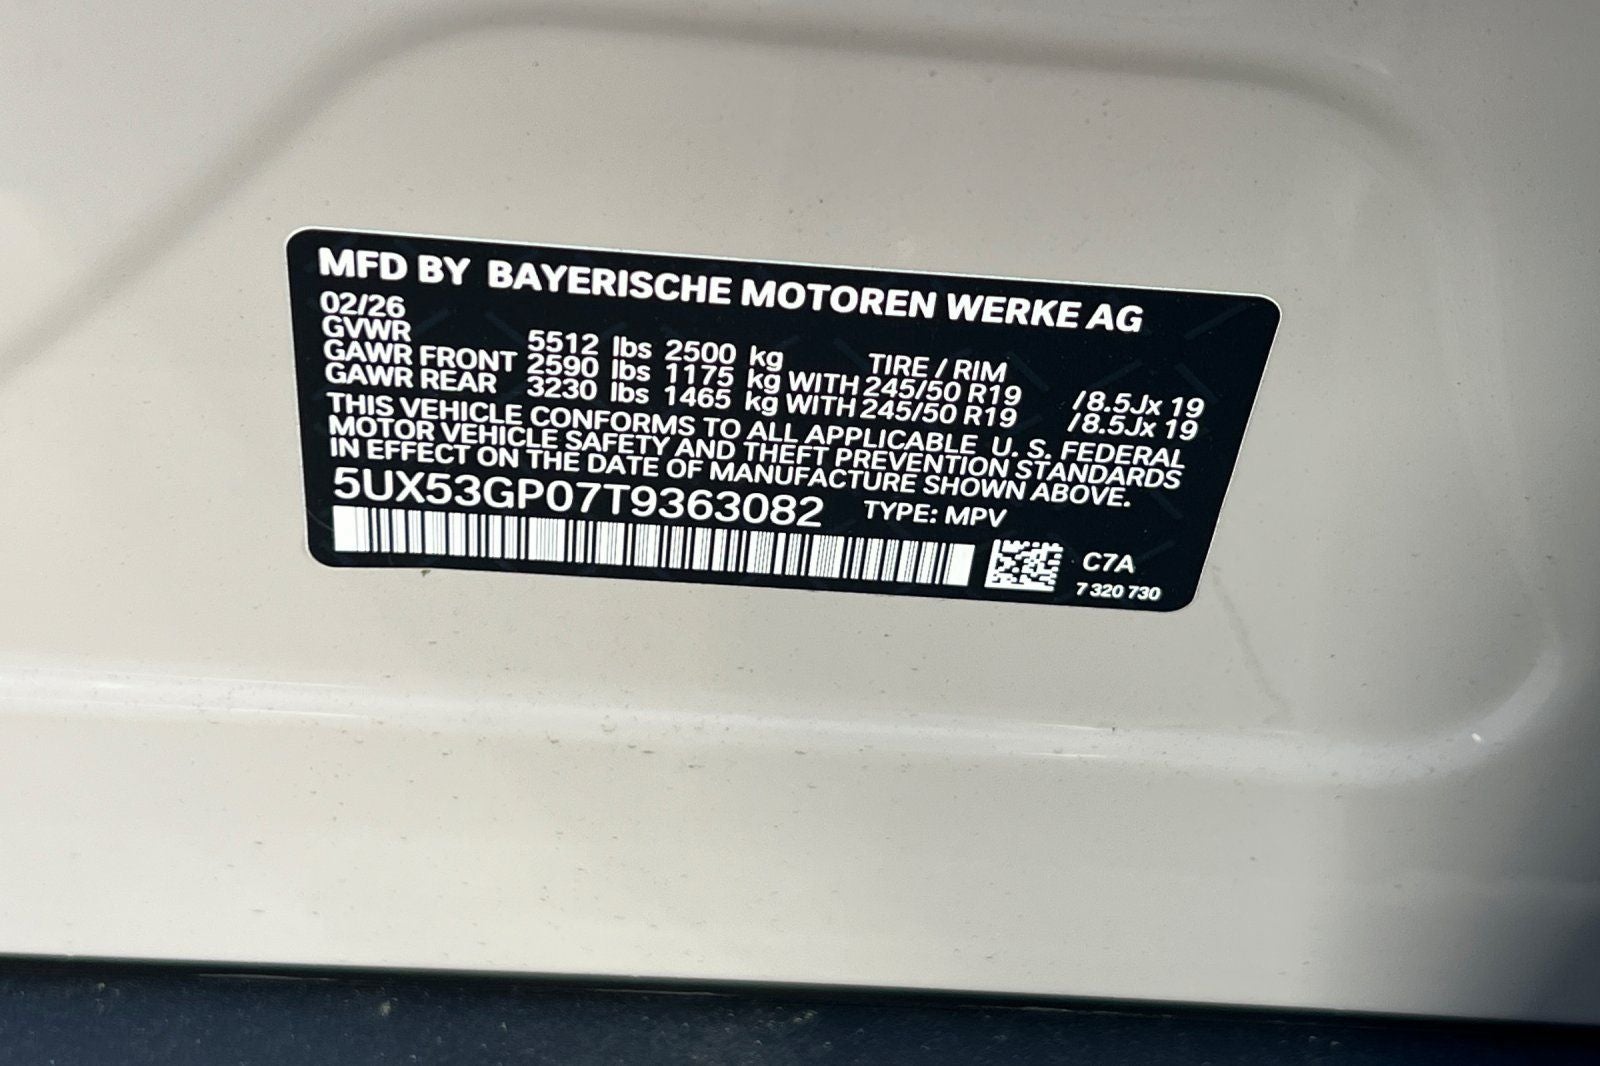 MFD BY BAYERISCHE MOTOREN WERKE AG
02/26
GVWR 5512 lbs 2500 kg TIRE / RIM
GAWR FRONT 2590 lbs 1175 kg WITH 245/50 R19 /8.5Jx 19
GAWR REAR 3230 lbs 1465 kg WITH 245/50 R19 /8.5Jx 19
THIS VEHICLE CONFORMS TO ALL APPLICABLE U. S. FEDERAL
MOTOR VEHICLE SAFETY AND THEFT PREVENTION STANDARDS
IN EFFECT ON THE DATE OF MANUFACTURE SHOWN ABOVE.
5UX53GP07T9363082 TYPE: MPV
C7A
7 320 730